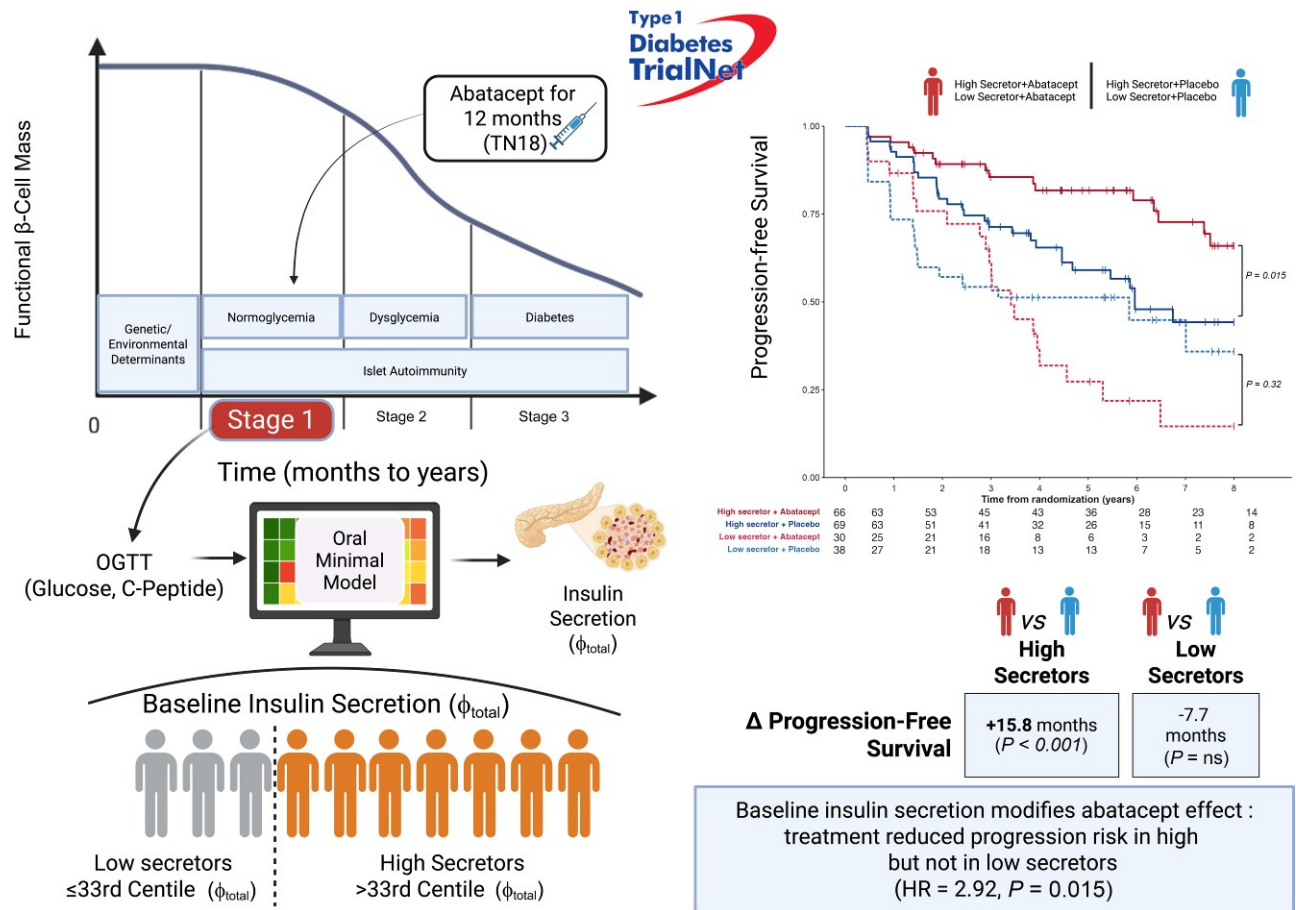 Type 1
Diabetes
TrialNet
Functional β-Cell Mass
Abatacept for
12 months
(TN18)
Genetic/
Environmental
Determinants
Normoglycemia
Dysglycemia
Diabetes
Islet Autoimmunity
0
Stage 1
Stage 2
Stage 3
Time (months to years)
OGTT
(Glucose, C-Peptide)
Oral
Minimal
Model
Insulin
Secretion
(ϕtotal)
Baseline Insulin Secretion (ϕtotal)
Low secretors
≤33rd Centile (ϕtotal)
High Secretors
>33rd Centile (ϕtotal)
High Secretor+Abatacept
Low Secretor+Abatacept
High Secretor+Placebo
Low Secretor+Placebo
Progression-free Survival
1.00
0.75
0.50
0.25
0.00
P = 0.015
P = 0.32
0 1 2 3 4 5 6 7 8
Time from randomization (years)
High secretor + Abatacept 66 63 53 45 43 36 28 23 14
High secretor + Placebo 69 63 51 41 32 26 15 11 8
Low secretor + Abatacept 30 25 21 16 8 6 3 2 2
Low secretor + Placebo 38 27 21 18 13 13 7 5 2
VS
High
Secretors
VS
Low
Secretors
Δ Progression-Free
Survival
+15.8 months
(P < 0.001)
-7.7
months
(P = ns)
Baseline insulin secretion modifies abatacept effect :
treatment reduced progression risk in high
but not in low secretors
(HR = 2.92, P = 0.015)